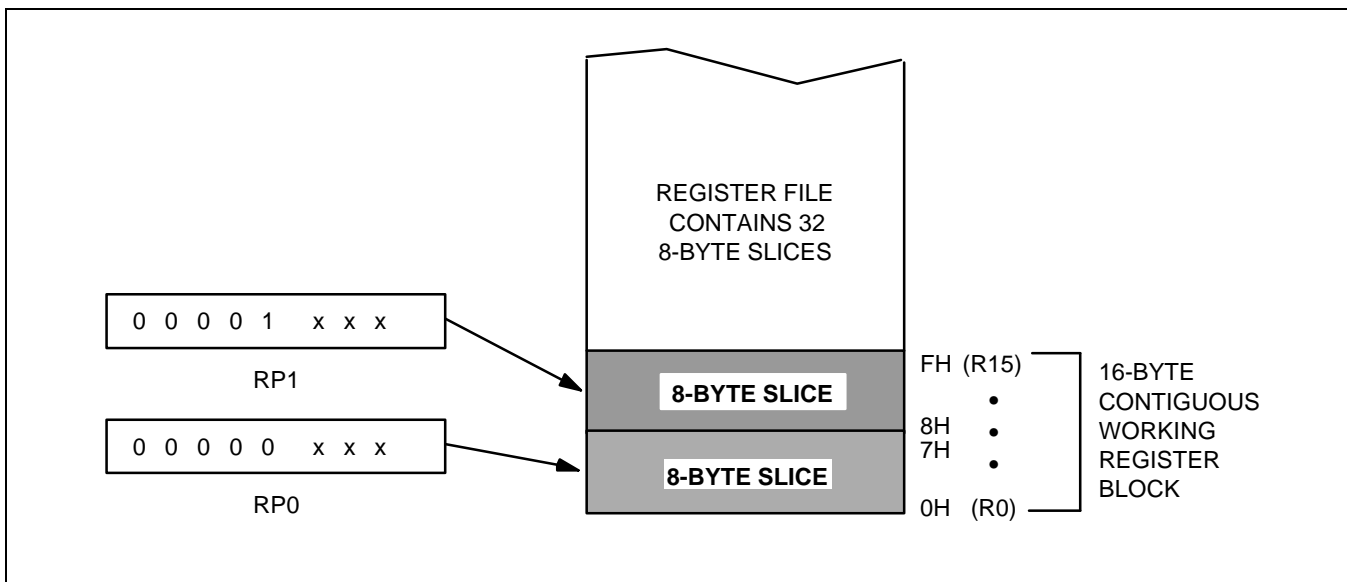 REGISTER FILE
CONTAINS 32
8-BYTE SLICES
0 0 0 0 1 x x x
RP1
0 0 0 0 0 x x x
RP0
8-BYTE SLICE
8-BYTE SLICE
FH (R15)
•
8H •
7H
•
0H (R0)
16-BYTE
CONTIGUOUS
WORKING
REGISTER
BLOCK